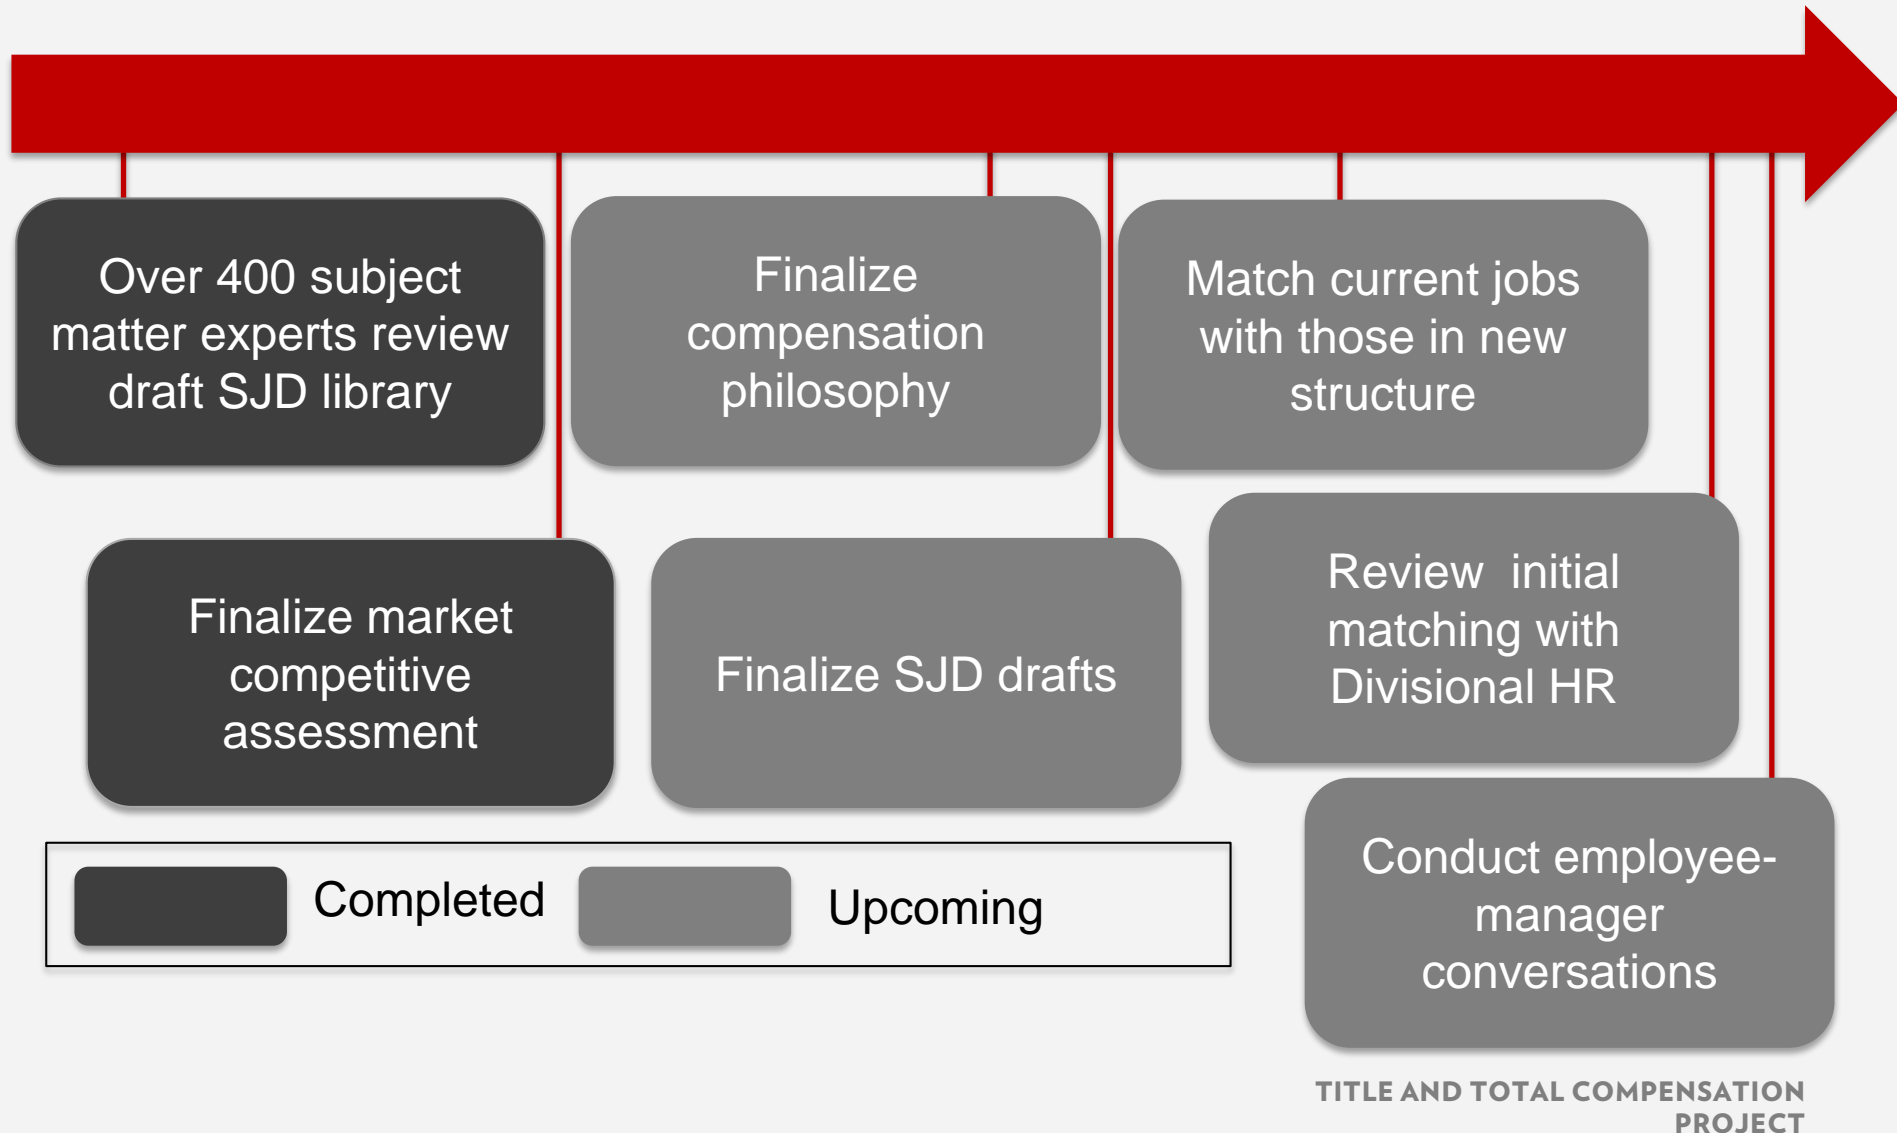 Over 400 subject
matter experts review
draft SJD library
Finalize
compensation
philosophy
Match current jobs
with those in new
structure
Finalize market
competitive
assessment
Finalize SJD drafts
Review  initial
matching with
Divisional HR
Conduct employee-
manager
conversations
Completed
Upcoming
TITLE AND TOTAL COMPENSATION
PROJECT